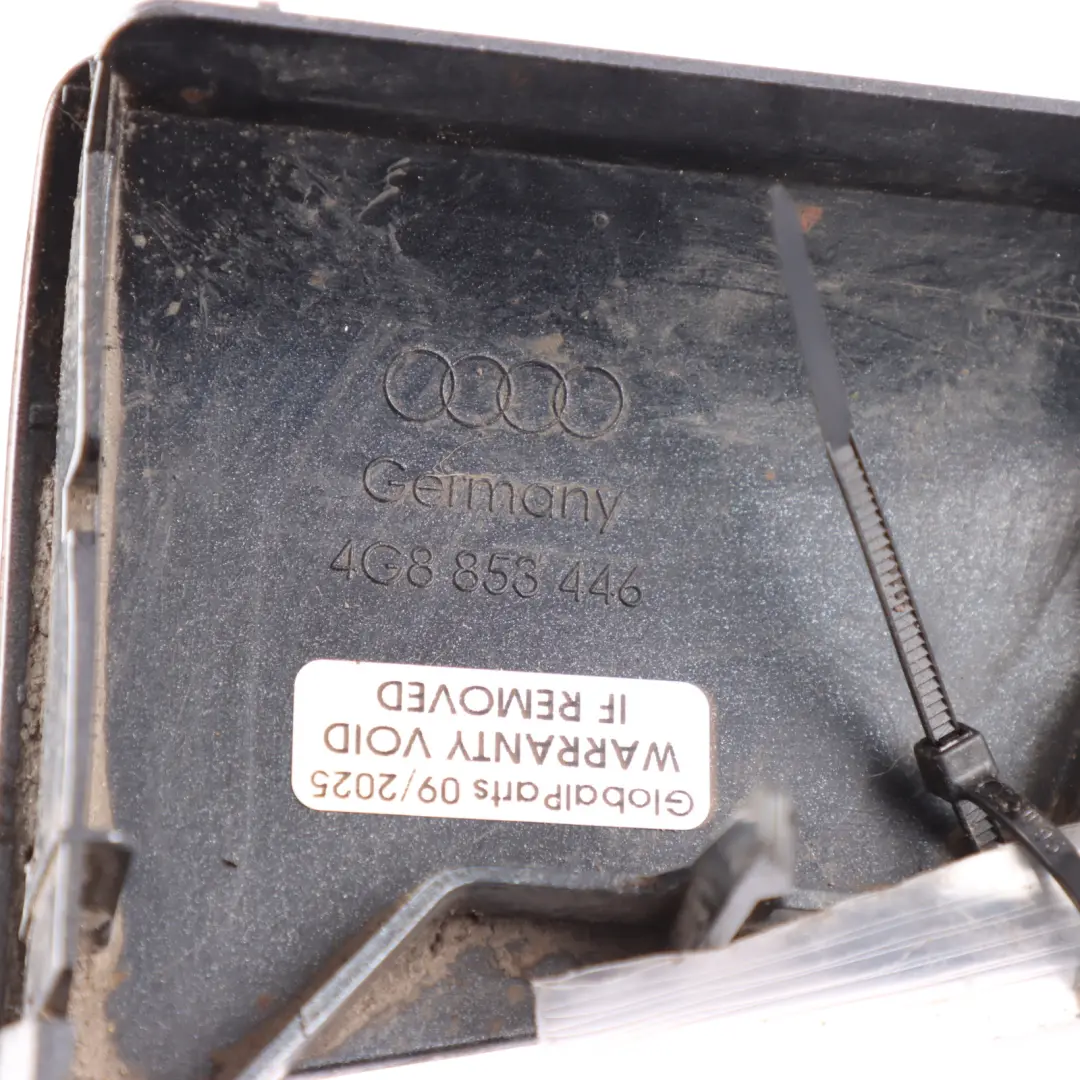 Germany
4G8 853 446
GlobalParts 09/2025
WARRANTY VOID
IF REMOVED